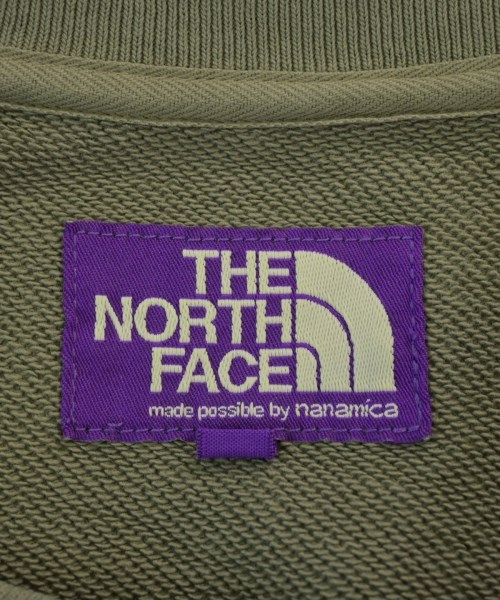 THE
NORTH
FACE
made possible by nanamica